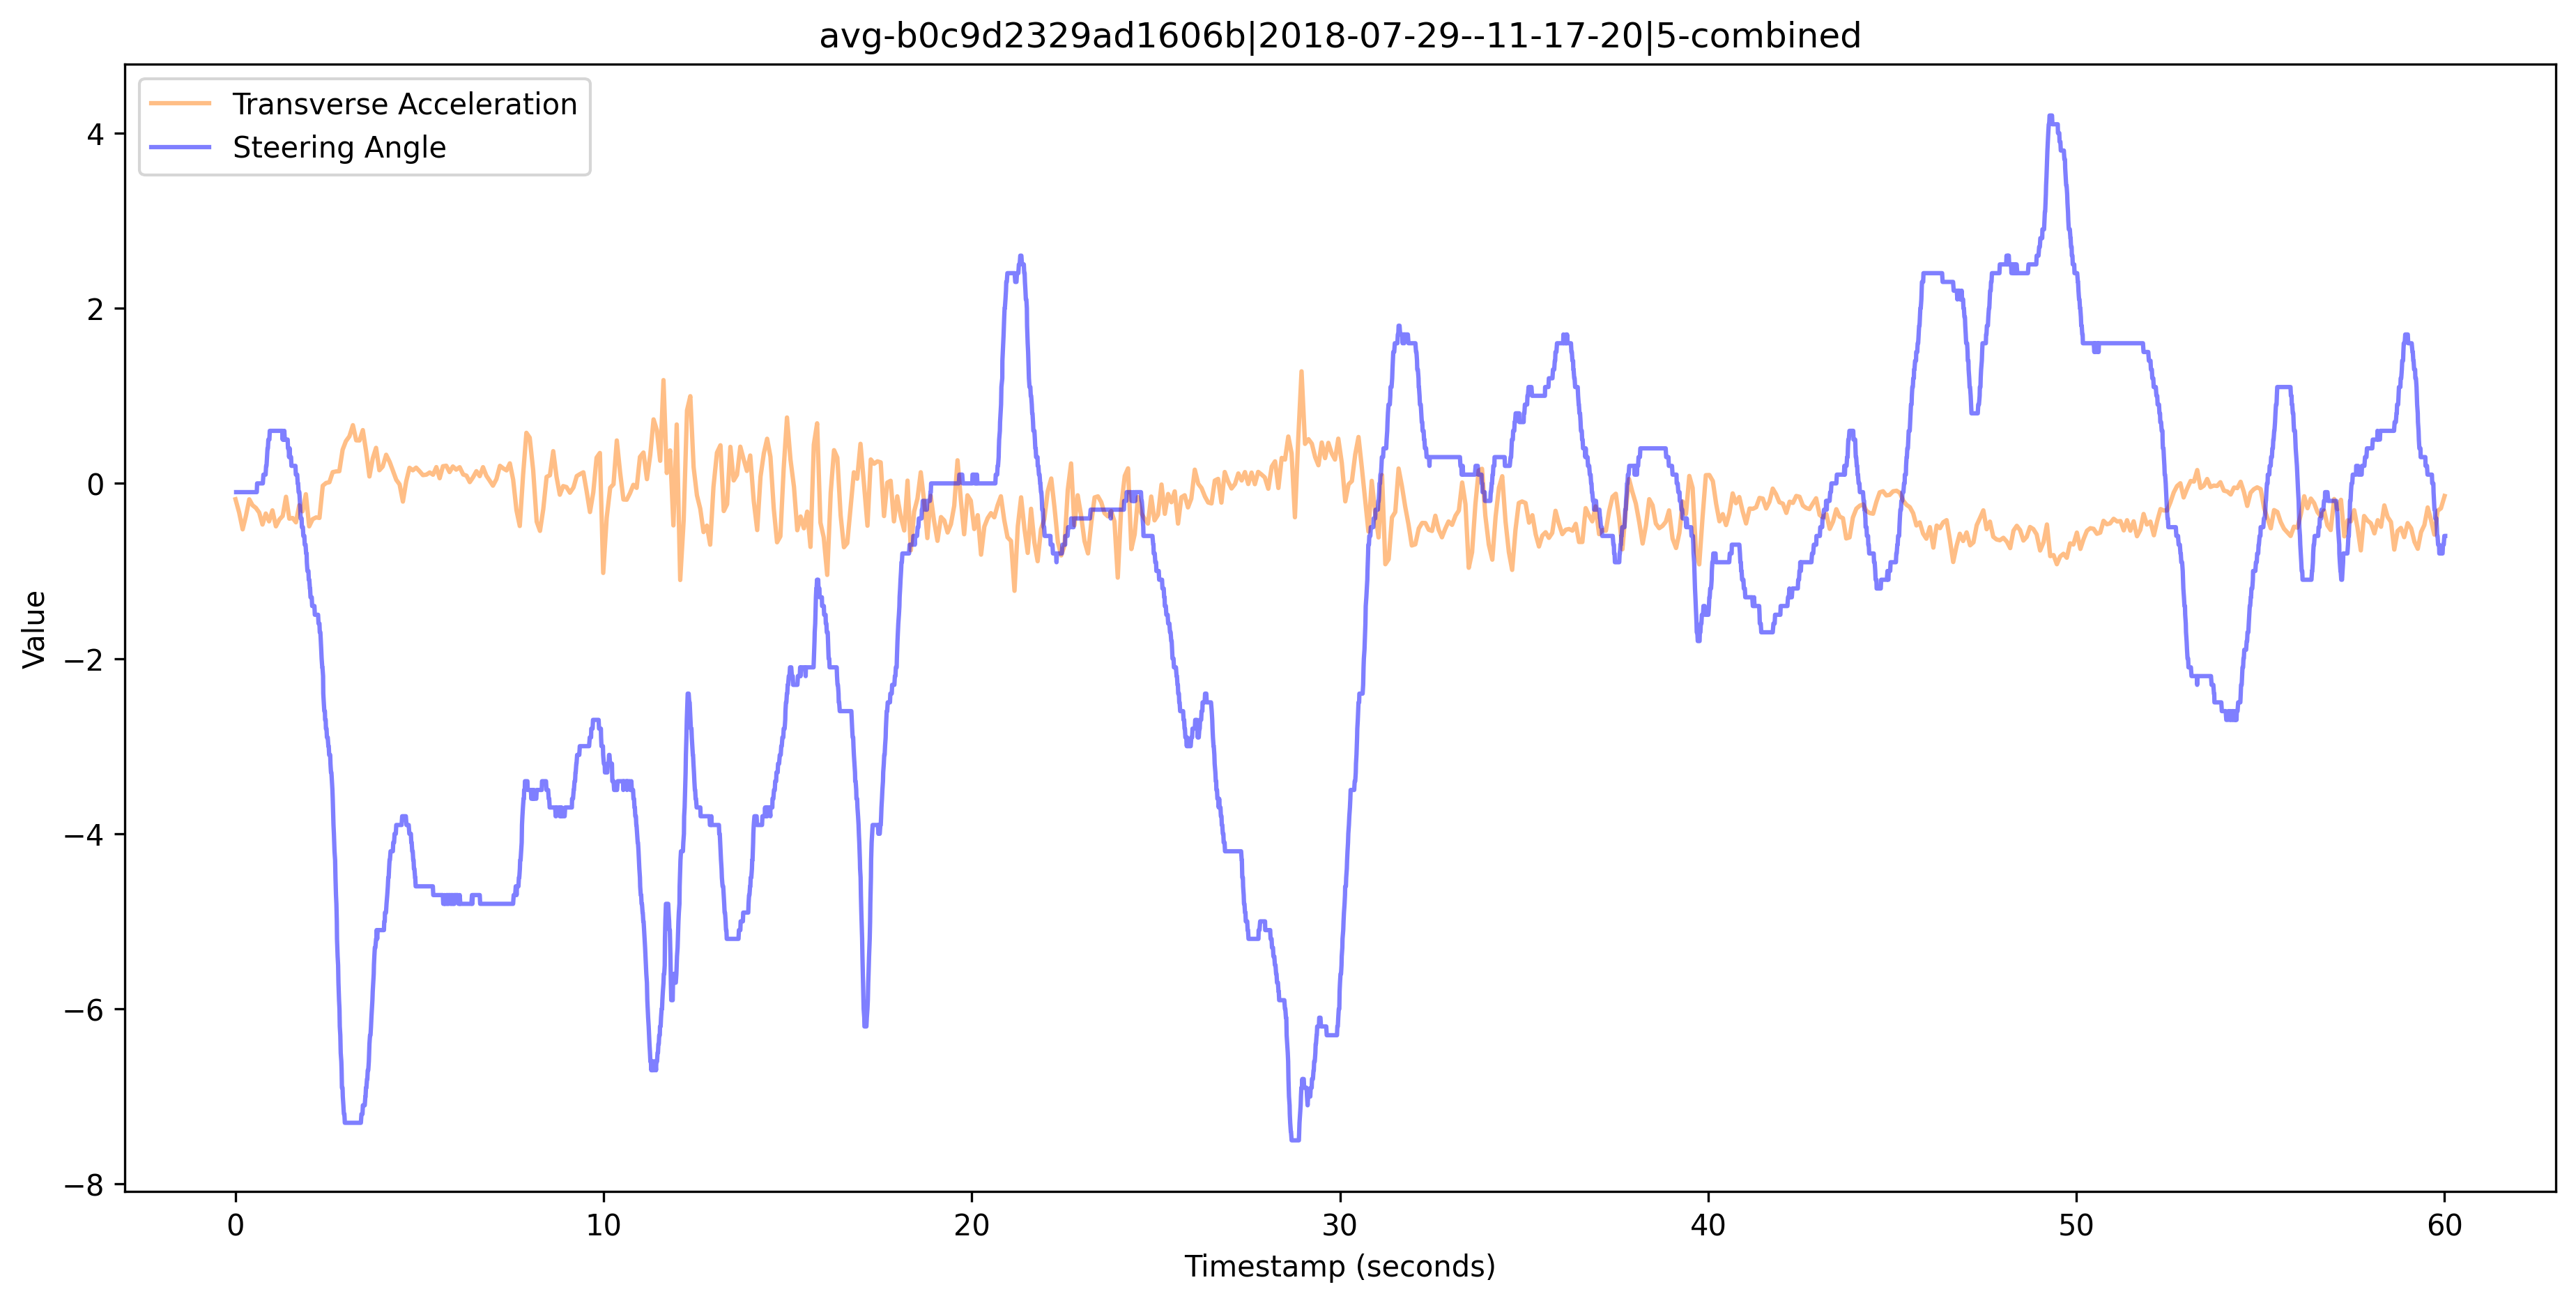 avg-b0c9d2329ad1606b|2018-07-29--11-17-20|5-combined
Transverse Acceleration
Steering Angle
4
2
0
−2
−4
−6
−8
Value
0 10 20 30 40 50 60
Timestamp (seconds)